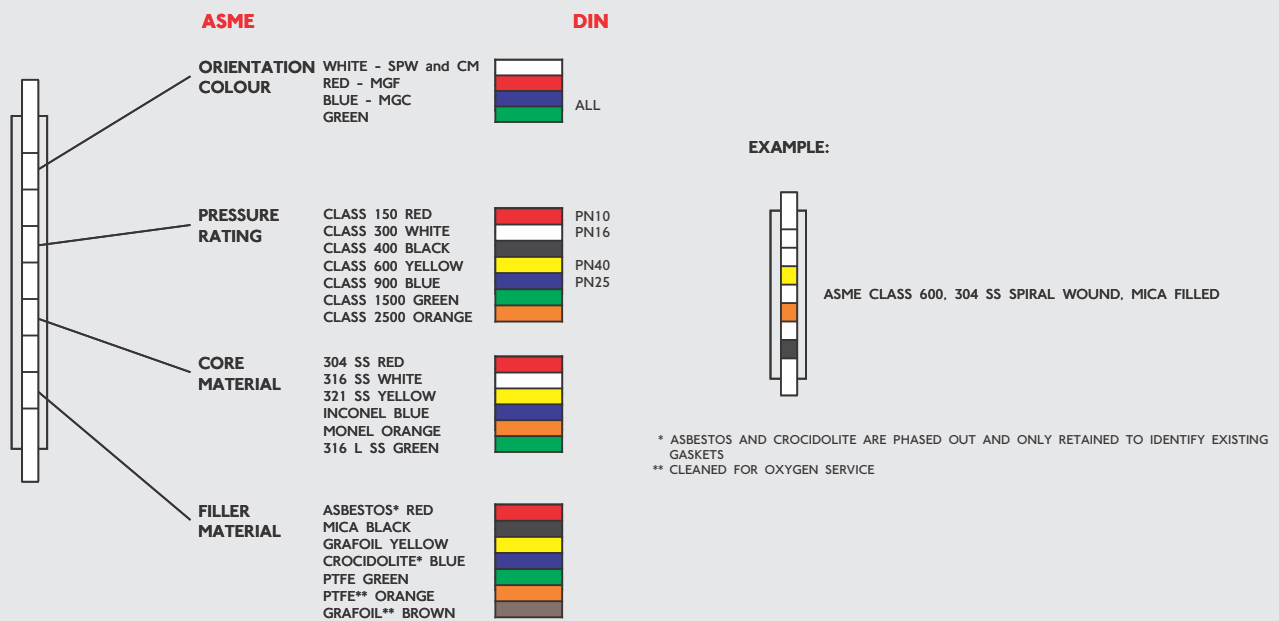 ASME
DIN
ORIENTATION
COLOUR
WHITE - SPW and CM
RED - MGF
BLUE - MGC
GREEN
ALL
EXAMPLE:
PRESSURE
RATING
CLASS 150 RED
CLASS 300 WHITE
CLASS 400 BLACK
CLASS 600 YELLOW
CLASS 900 BLUE
CLASS 1500 GREEN
CLASS 2500 ORANGE
PN10
PN16
PN40
PN25
ASME CLASS 600, 304 SS SPIRAL WOUND, MICA FILLED
CORE
MATERIAL
304 SS RED
316 SS WHITE
321 SS YELLOW
INCONEL BLUE
MONEL ORANGE
316 L SS GREEN
* ASBESTOS AND CROCIDOLITE ARE PHASED OUT AND ONLY RETAINED TO IDENTIFY EXISTING
GASKETS
** CLEANED FOR OXYGEN SERVICE
FILLER
MATERIAL
ASBESTOS* RED
MICA BLACK
GRAFOIL YELLOW
CROCIDOLITE* BLUE
PTFE GREEN
PTFE** ORANGE
GRAFOIL** BROWN